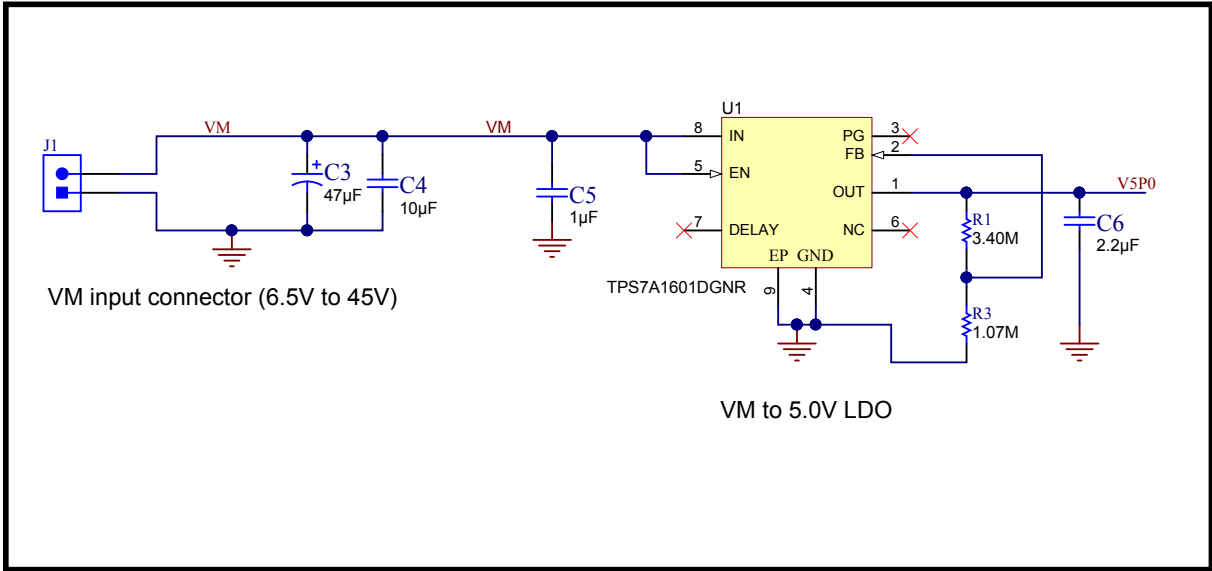 J1
VM
VM
+
C3
47µF
C4
10µF
C5
1µF
VM input connector (6.5V to 45V)
U1
8
IN
5
EN
7
DELAY
PG
3
FB
2
OUT
1
NC
6
EP
GND
9
4
TPS7A1601DGNR
V5P0
R1
3.40M
C6
2.2µF
R3
1.07M
VM to 5.0V LDO